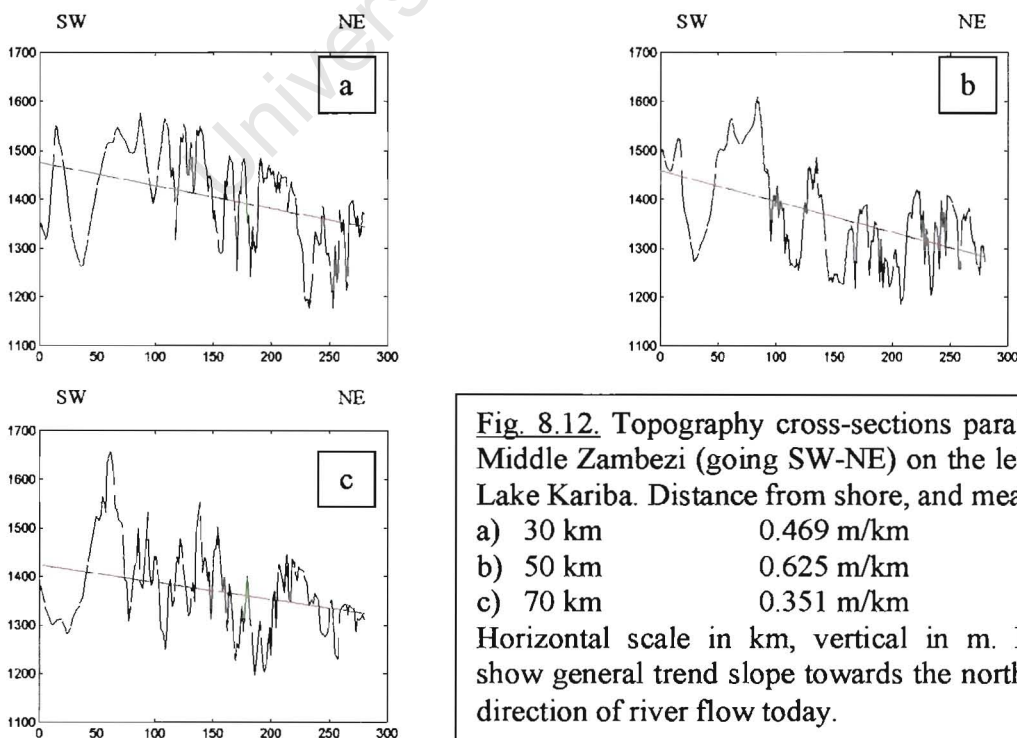 Univers
SW NE
1700
1600
1500
1400
1300
1200
1100
0 50 100 150 200 250 300
a
SW NE
1700
1600
1500
1400
1300
1200
1100
0 50 100 150 200 250 300
b
SW NE
1700
1600
1500
1400
1300
1200
1100
0 50 100 150 200 250 300
c
Fig. 8.12. Topography cross-sections para
Middle Zambezi (going SW-NE) on the le
Lake Kariba. Distance from shore, and mea
a) 30 km 0.469 m/km
b) 50 km 0.625 m/km
c) 70 km 0.351 m/km
Horizontal scale in km, vertical in m.
show general trend slope towards the north
direction of river flow today.